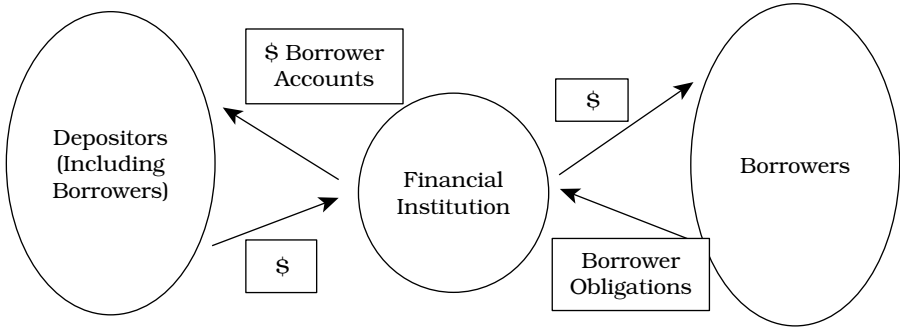 $ Borrower
Accounts
$
Depositors
(Including
Borrowers)
Financial
Institution
Borrowers
$
Borrower
Obligations